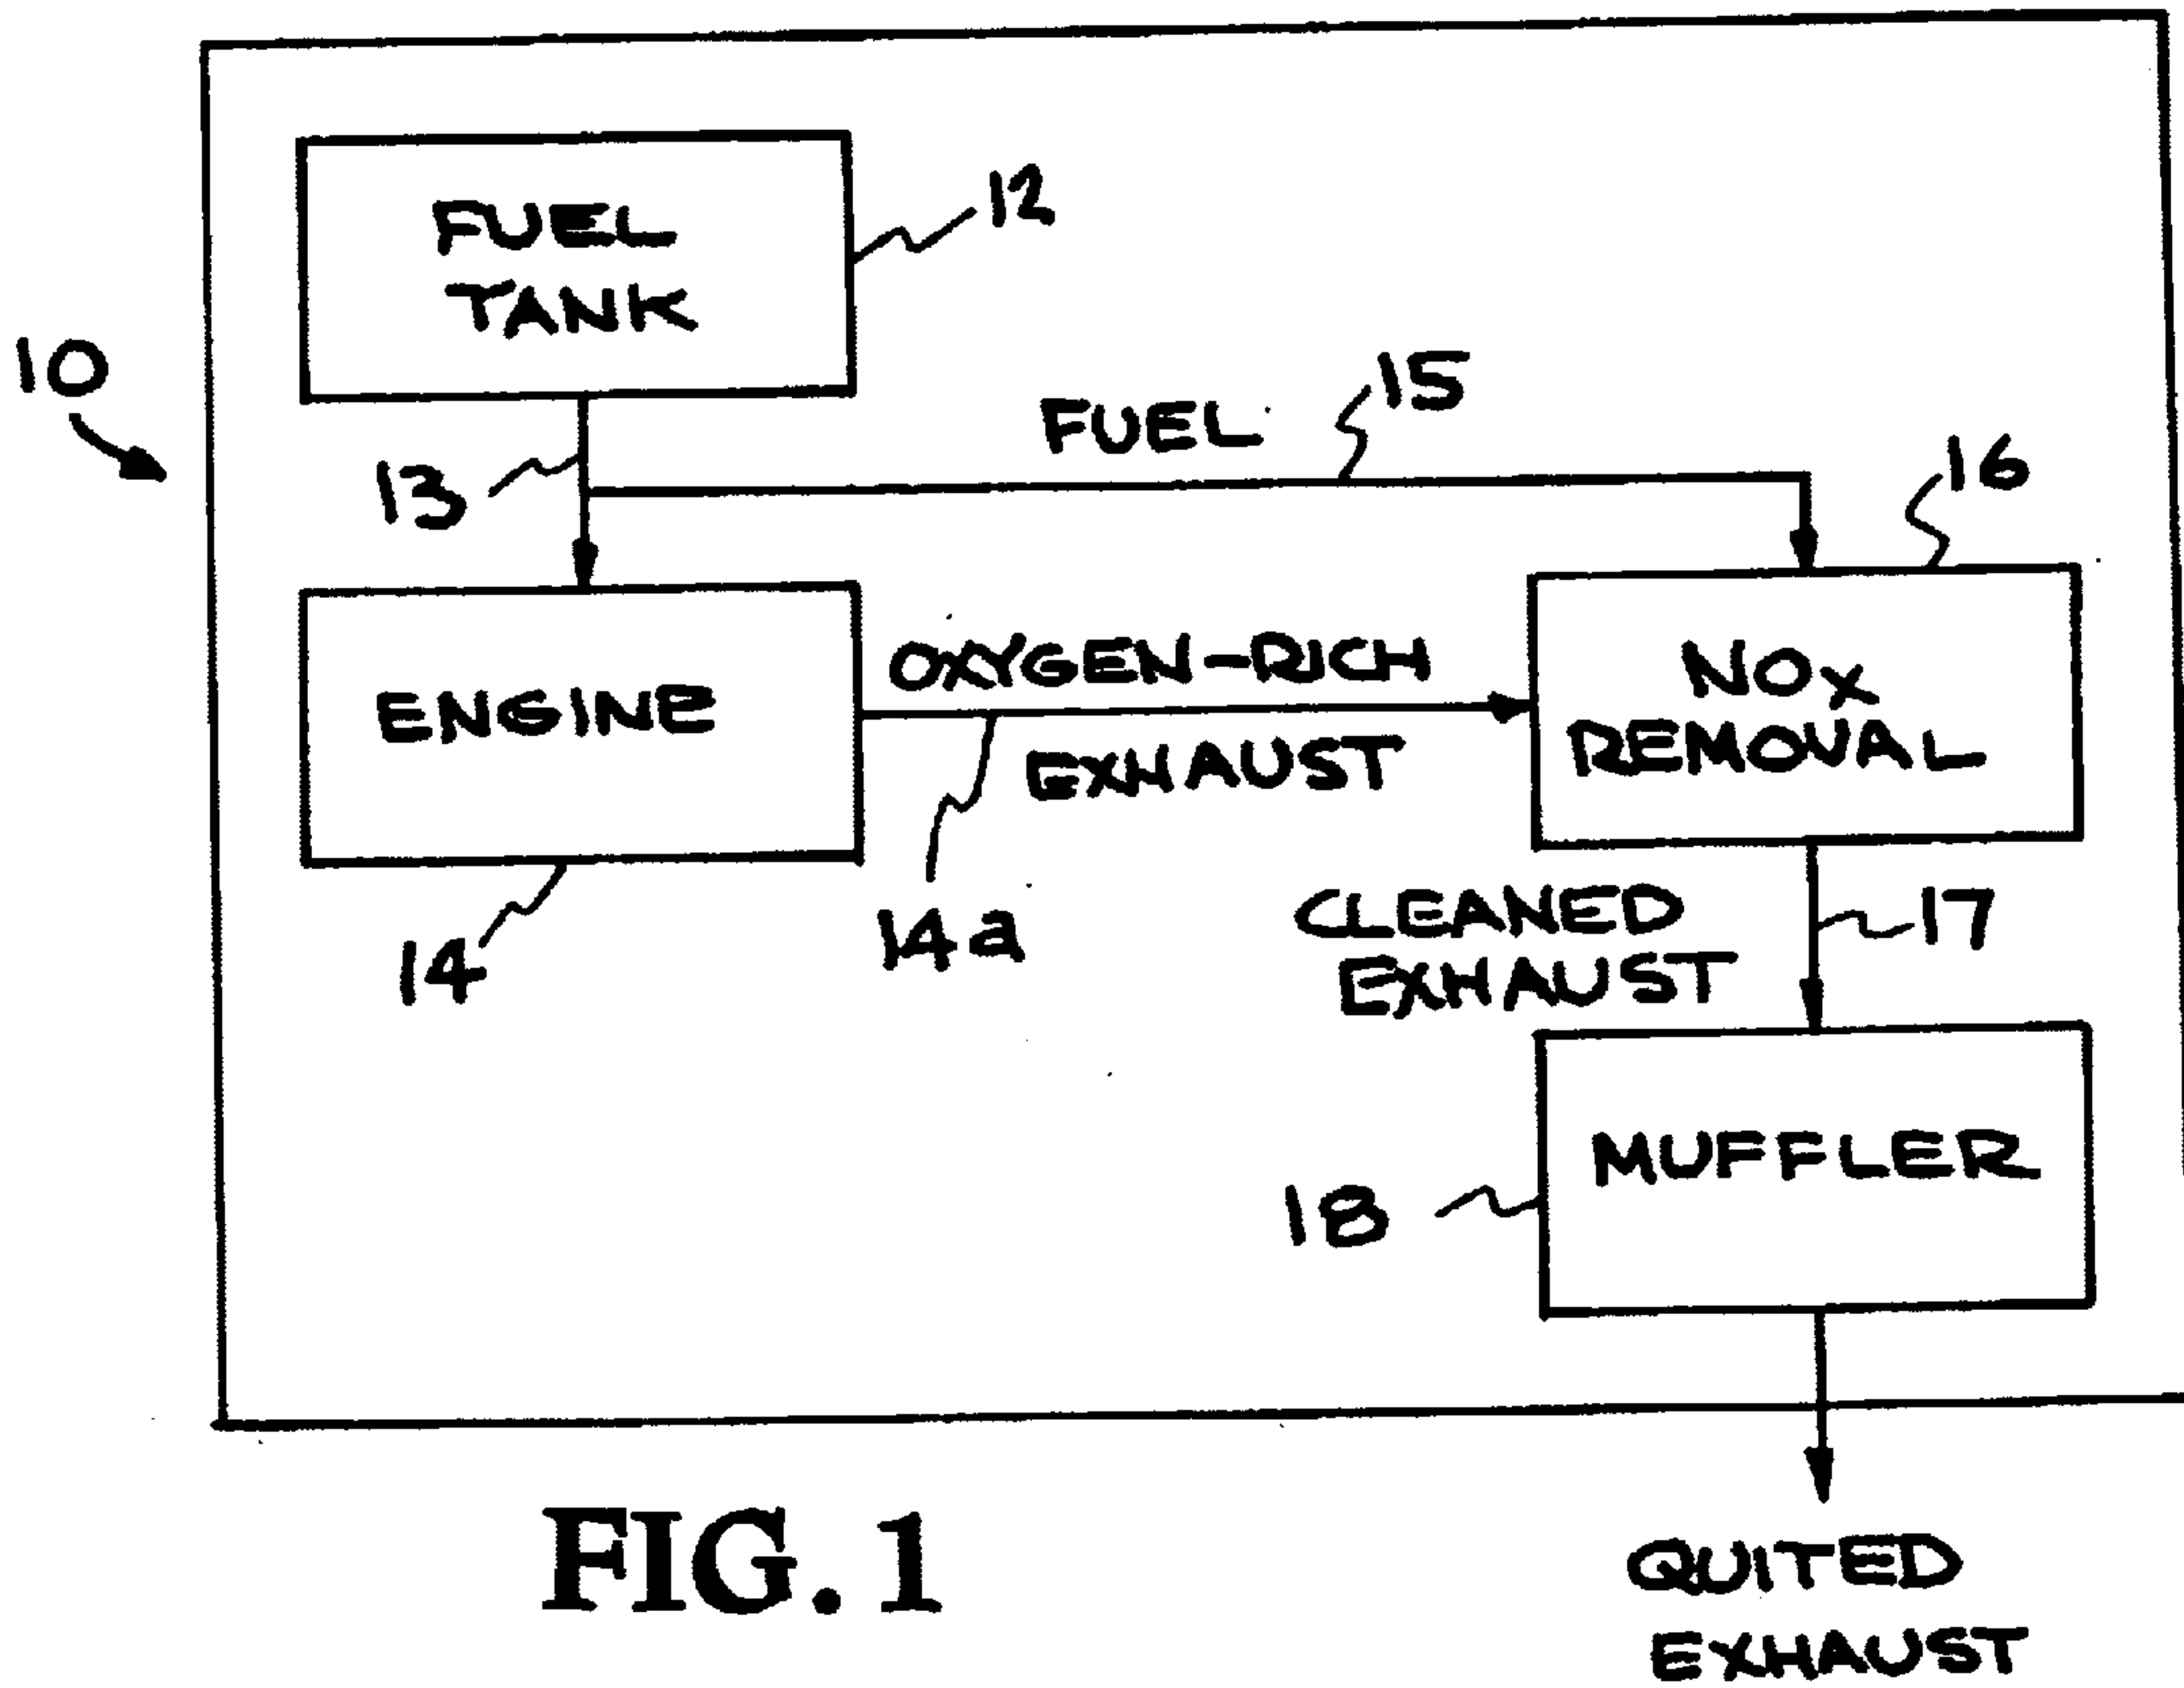 FUEL
TANK
12
10
13
FUEL
15
16
ENGINE
14
OXYGEN-RICH
EXHAUST
14a
NOx
REMOVAL
CLEANED
EXHAUST
17
MUFFLER
18
QUITED
EXHAUST
FIG. 1